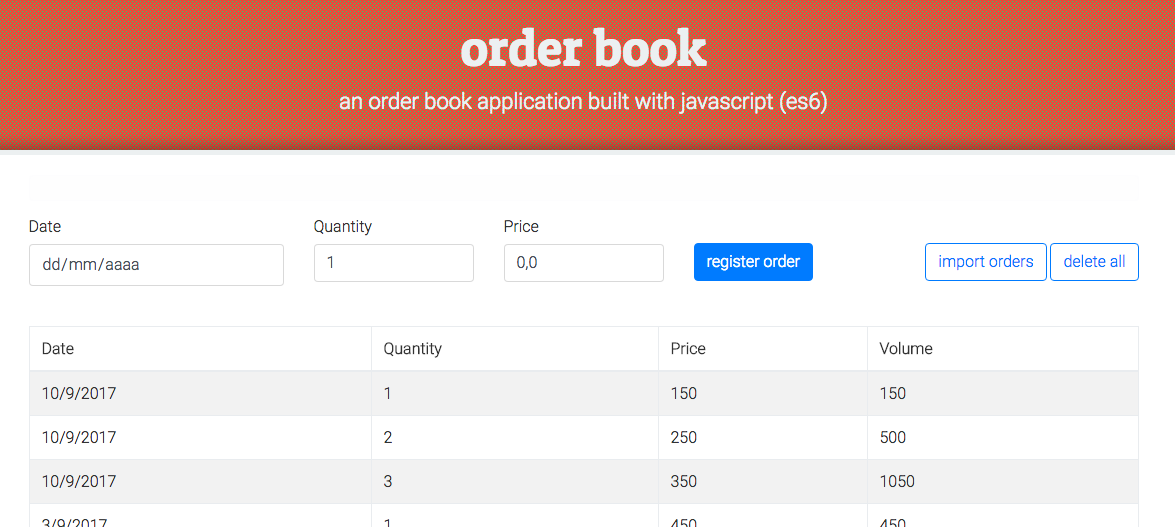 order book
an order book application built with javascript (es6)
Date Quantity Price
dd/mm/aaaa 1 0,0 register order import orders delete all
Date Quantity Price Volume
10/9/2017 1 150 150
10/9/2017 2 250 500
10/9/2017 3 350 1050
3/9/2017 1 450 450